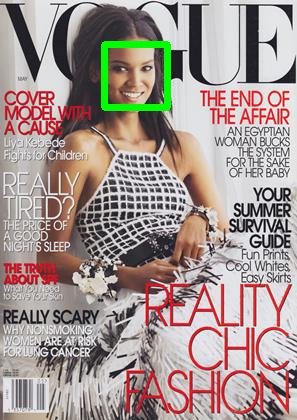 VOGUE
MAY
COVER
MODEL WITH
A CAUSE
Liya Kebede
Fights for Children
REALLY
TIRED?
THE PRICE OF
A GOOD
NIGHT'S SLEEP
THE TRUTH
ABOUT SPF
What You Need
to Save Your Skin
REALLY SCARY
WHY NONSMOKING
WOMEN ARE AT RISK
FOR LUNG CANCER
THE END OF
THE AFFAIR
AN EGYPTIAN
WOMAN BUCKS
THE SYSTEM
FOR THE SAKE
OF HER BABY
YOUR
SUMMER
SURVIVAL
GUIDE
Fun Prints,
Cool Whites,
Easy Skirts
REALITY
CHIC
FASHION